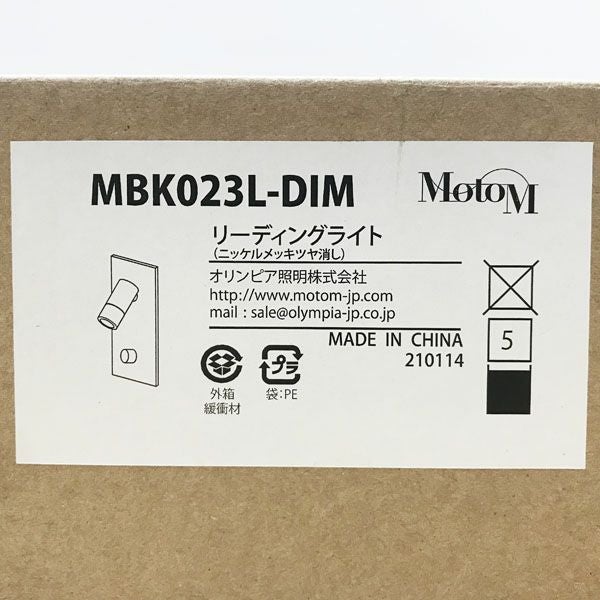 MBK023L-DIM
MotoM
リーディングライト
(ニッケルメッキツヤ消し)
オリンピア照明株式会社
http://www.motom-jp.com
mail : sale@olympia-jp.co.jp
MADE IN CHINA
210114
5
プラ
外箱
緩衝材
袋:PE